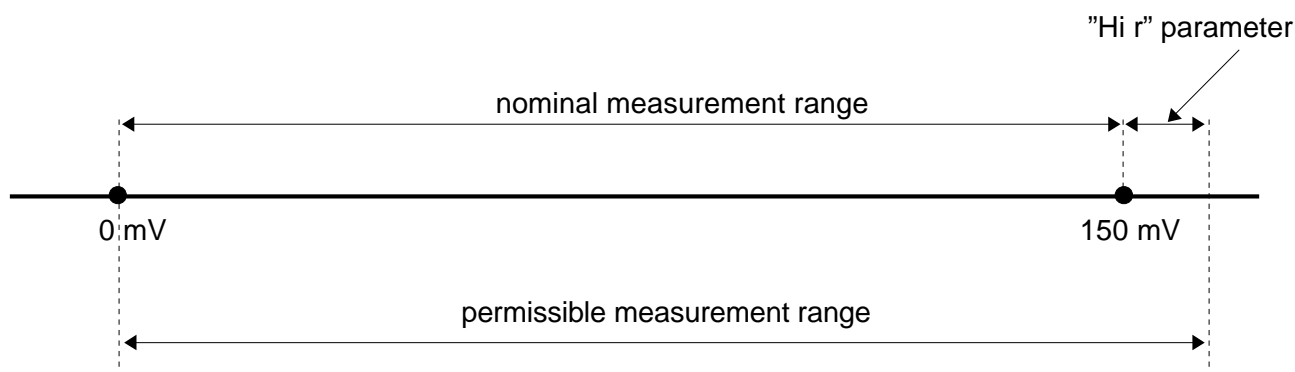 ”Hi r” parameter
nominal measurement range
0 mV
150 mV
permissible measurement range